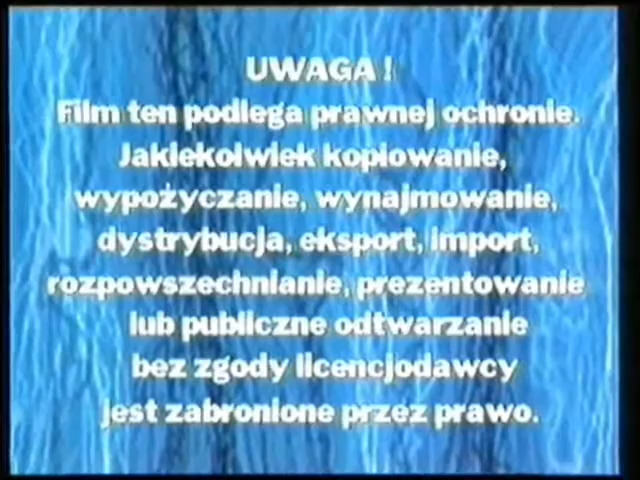 UWAGA !
Film ten podlega prawnej ochronie.
Jakiekolwiek kopiowanie,
wypożyczanie, wynajmowanie,
dystrybucja, eksport, import,
rozpowszechnianie, prezentowanie
lub publiczne odtwarzanie
bez zgody licencjodawcy
jest zabronione przez prawo.